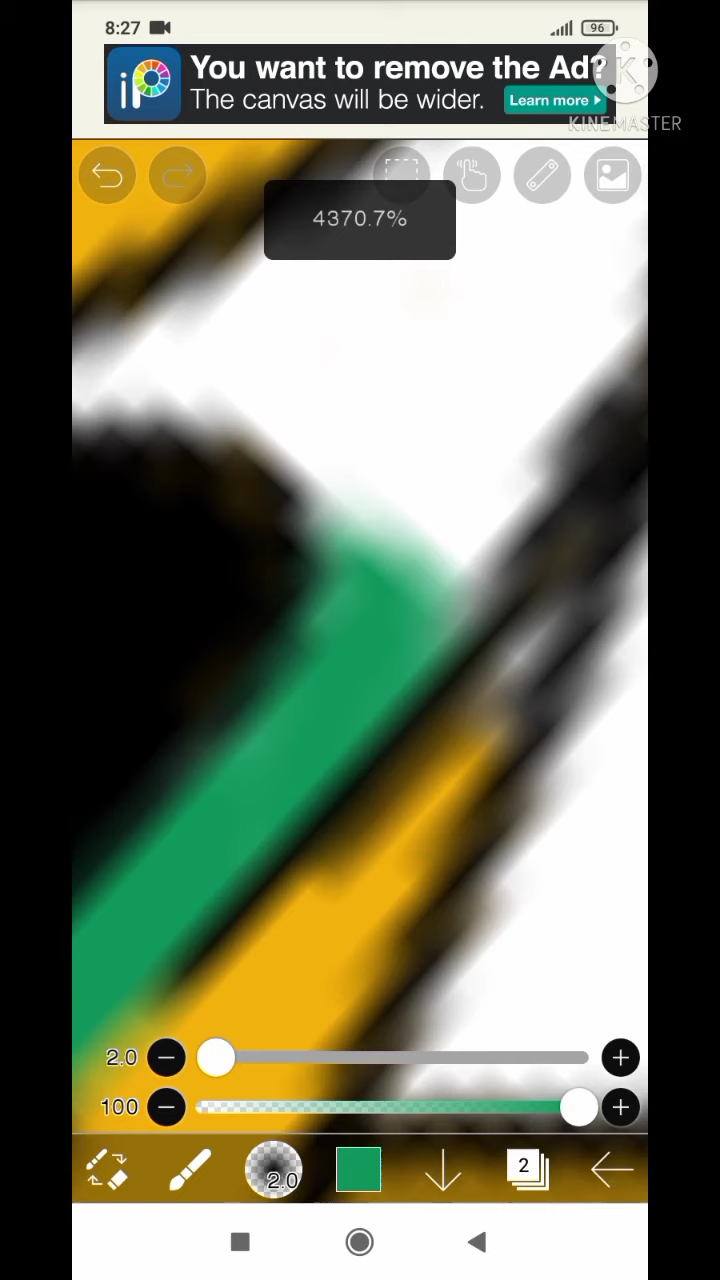 8:27
96
iP
You want to remove the Ad?
The canvas will be wider.
Learn more
K
KINEMASTER
4370.7%
2.0
100
2.0
2